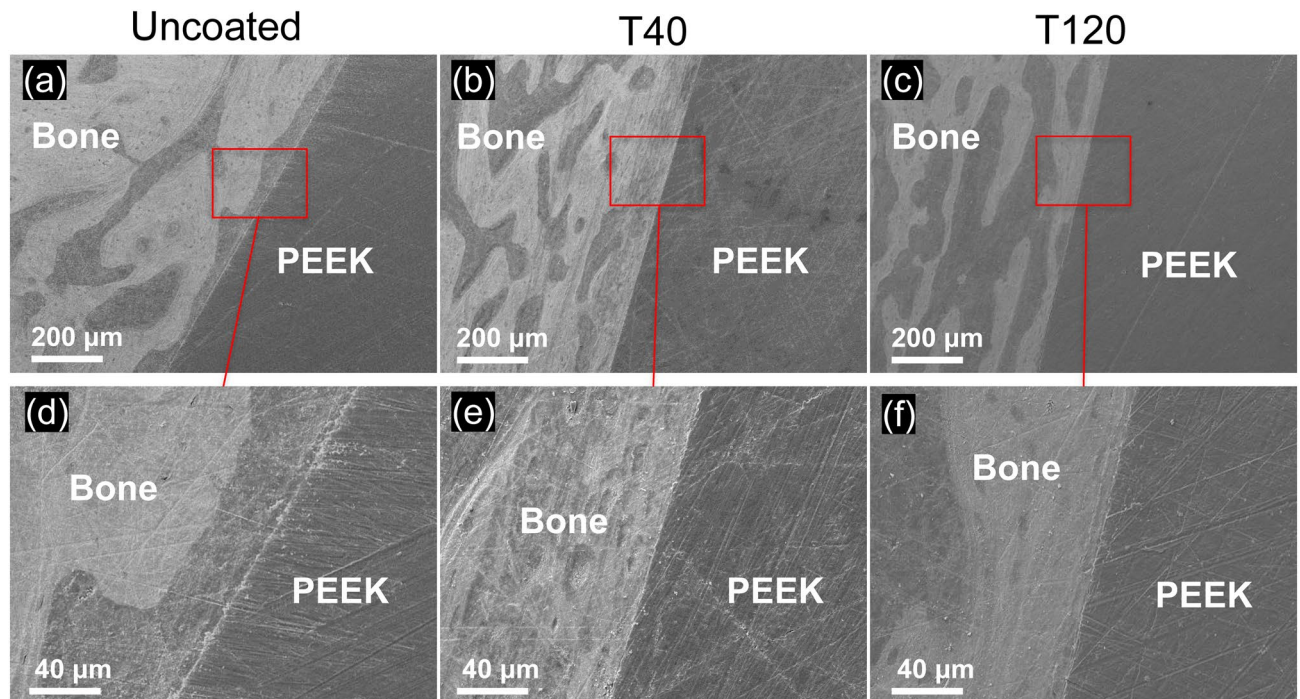 Uncoated
T40
T120
(a)
Bone
PEEK
200 µm
(b)
Bone
PEEK
200 µm
(c)
Bone
PEEK
200 µm
(d)
Bone
PEEK
40 µm
(e)
Bone
PEEK
40 µm
(f)
Bone
PEEK
40 µm